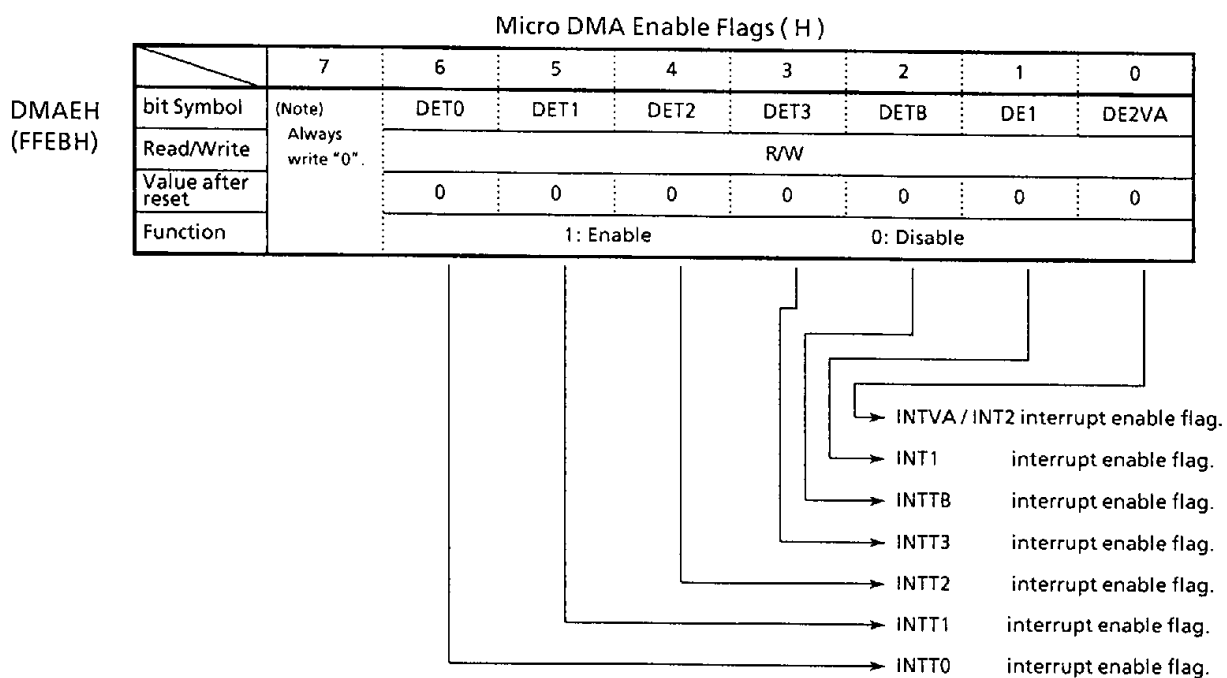 Micro DMA Enable Flags ( H )
7 6 5 4 3 2 1 0
DMAEH
(FFEBH)
bit Symbol (Note) Always write "0". DET0 DET1 DET2 DET3 DETB DE1 DE2VA
Read/Write R/W
Value after reset 0 0 0 0 0 0 0
Function 1: Enable 0: Disable
INTVA / INT2 interrupt enable flag.
INT1 interrupt enable flag.
INTTB interrupt enable flag.
INTT3 interrupt enable flag.
INTT2 interrupt enable flag.
INTT1 interrupt enable flag.
INTT0 interrupt enable flag.